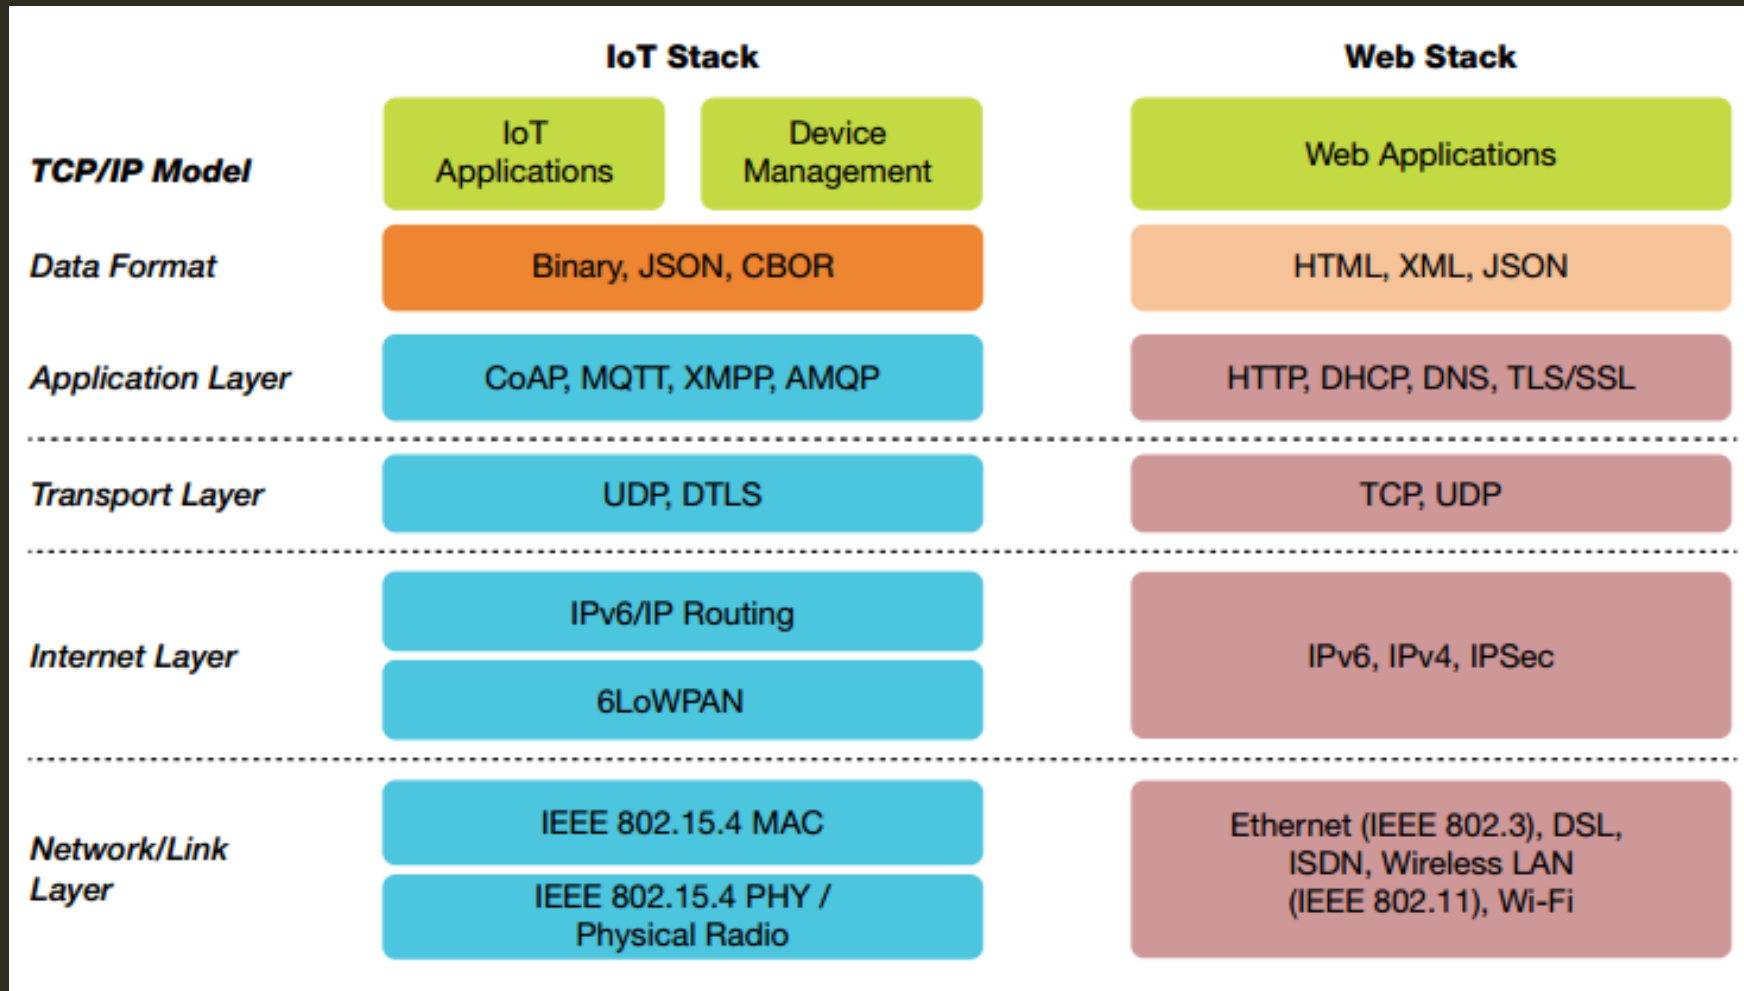 IoT Stack
Web Stack
TCP/IP Model
IoT
Applications
Device
Management
Web Applications
Data Format
Binary, JSON, CBOR
HTML, XML, JSON
Application Layer
CoAP, MQTT, XMPP, AMQP
HTTP, DHCP, DNS, TLS/SSL
Transport Layer
UDP, DTLS
TCP, UDP
Internet Layer
IPv6/IP Routing
6LoWPAN
IPv6, IPv4, IPSec
Network/Link
Layer
IEEE 802.15.4 MAC
IEEE 802.15.4 PHY /
Physical Radio
Ethernet (IEEE 802.3), DSL,
ISDN, Wireless LAN
(IEEE 802.11), Wi-Fi